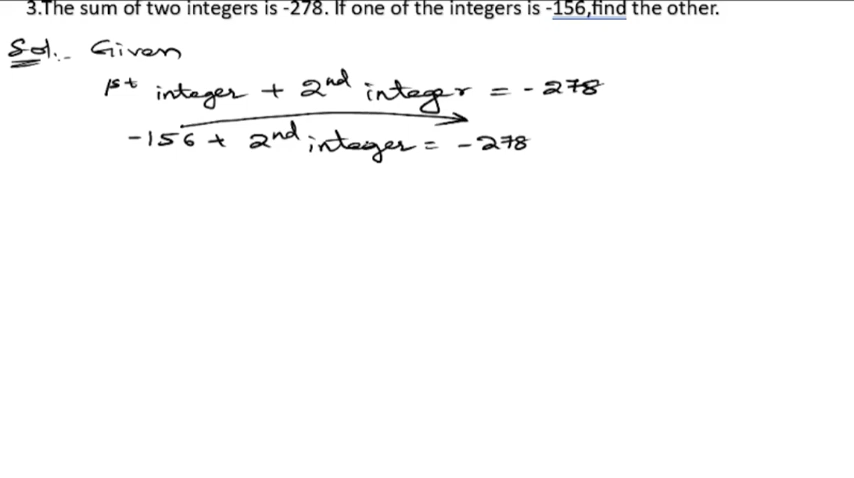 3.The sum of two integers is -278. If one of the integers is -156,find the other.
Sol:- Given
1st integer + 2nd integer = - 278
-156 + 2nd integer = - 278